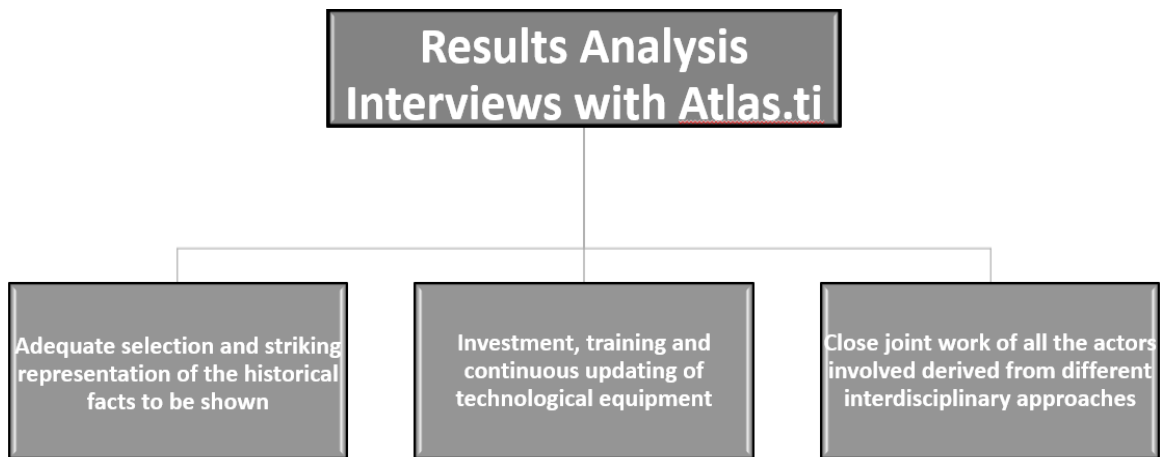 Results Analysis
Interviews with Atlas.ti
Adequate selection and striking
representation of the historical
facts to be shown
Investment, training and
continuous updating of
technological equipment
Close joint work of all the actors
involved derived from different
interdisciplinary approaches